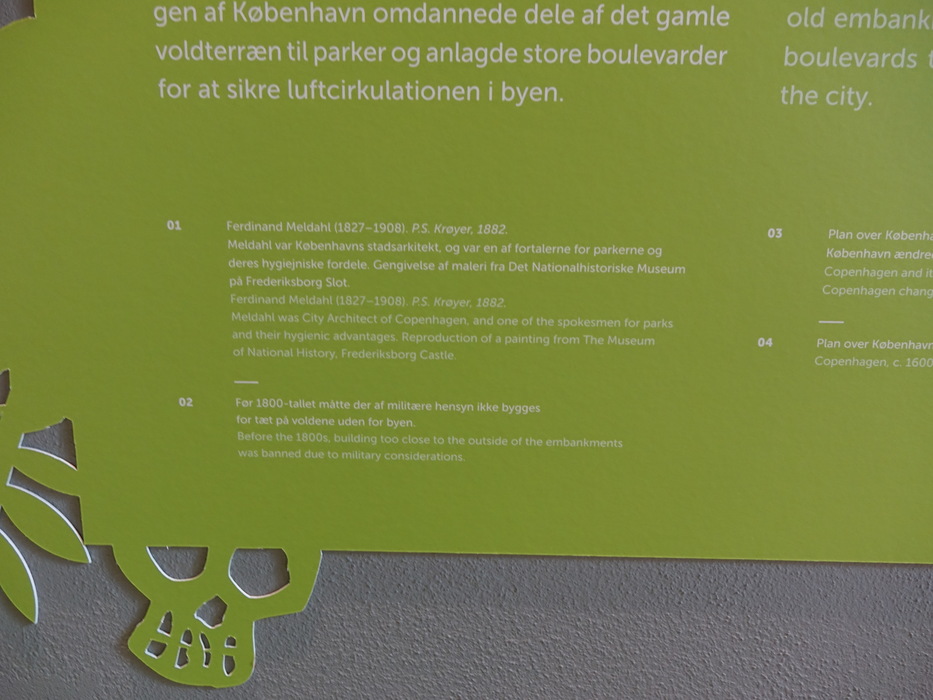 gen af København omdannede dele af det gamle
voldterræn til parker og anlagde store boulevarder
for at sikre luftcirkulationen i byen.
old embank
boulevards
the city.
01
Ferdinand Meldahl (1827–1908). P.S. Krøyer, 1882.
Meldahl var Københavns stadsarkitekt, og var en af fortalerne for parkerne og
deres hygiejniske fordele. Gengivelse af maleri fra Det Nationalhistoriske Museum
på Frederiksborg Slot.
Ferdinand Meldahl (1827–1908). P.S. Krøyer, 1882.
Meldahl was City Architect of Copenhagen, and one of the spokesmen for parks
and their hygienic advantages. Reproduction of a painting from The Museum
of National History, Frederiksborg Castle.
02
Før 1800-tallet måtte der af militære hensyn ikke bygges
for tæt på voldene uden for byen.
Before the 1800s, building too close to the outside of the embankments
was banned due to military considerations.
03
Plan over Københ
København ændre
Copenhagen and it
Copenhagen chang
04
Plan over København
Copenhagen, c. 1600